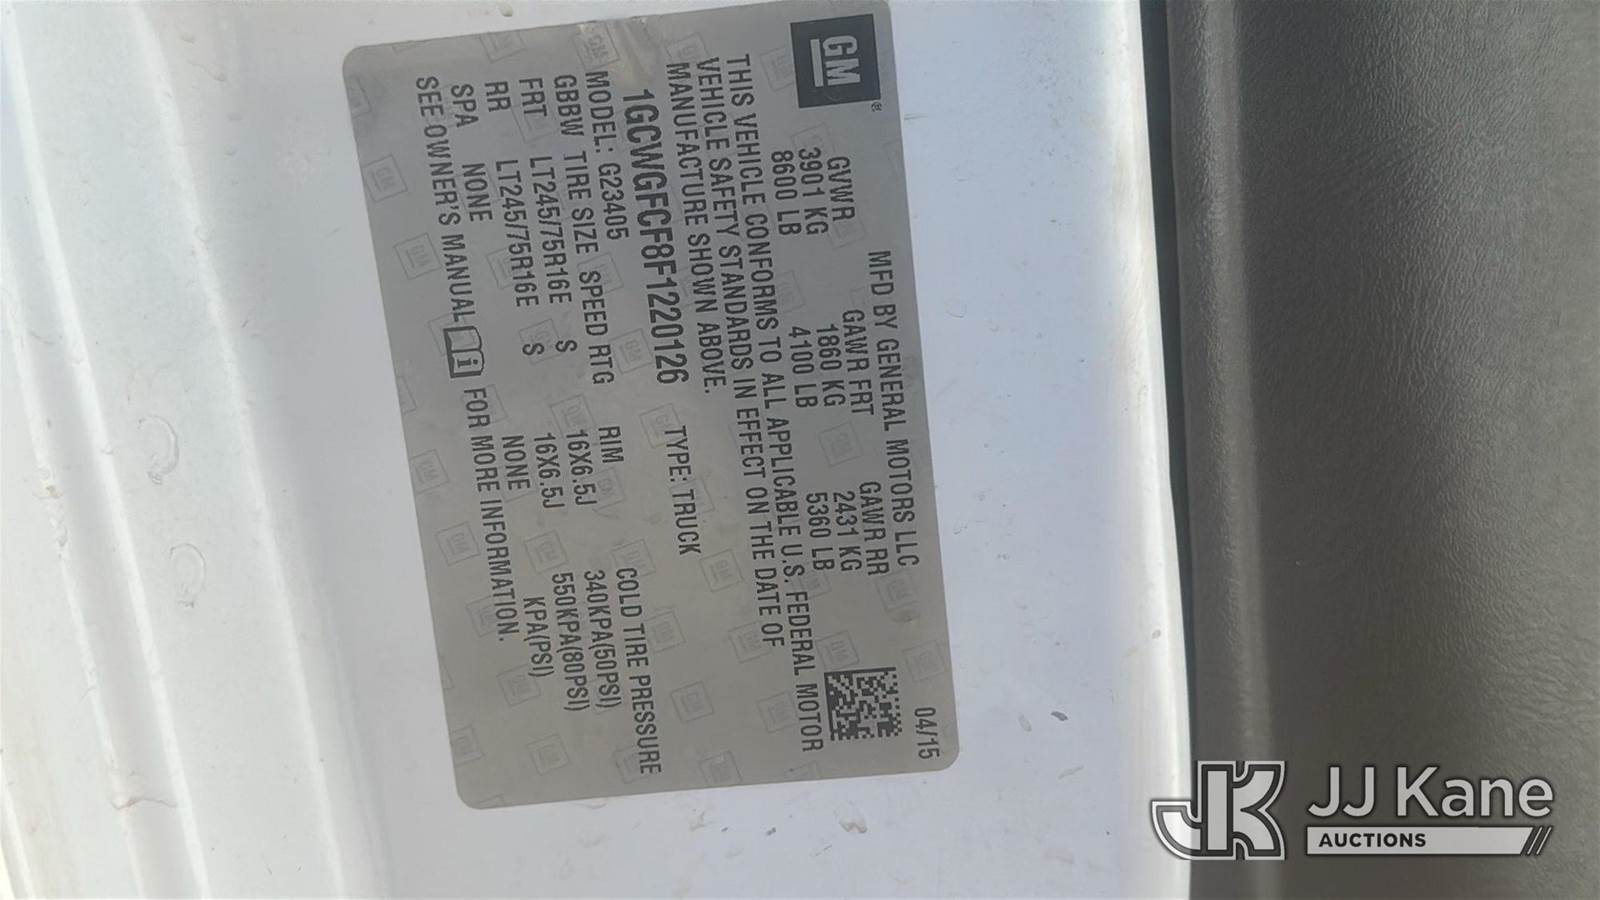 GM®
MFD BY GENERAL MOTORS LLC 04/15
GVWR GAWR FRT GAWR RR
3901 KG 1860 KG 2431 KG
8600 LB 4100 LB 5360 LB
THIS VEHICLE CONFORMS TO ALL APPLICABLE U.S. FEDERAL MOTOR
VEHICLE SAFETY STANDARDS IN EFFECT ON THE DATE OF
MANUFACTURE SHOWN ABOVE.
1GCWGFCF8F1220126 TYPE: TRUCK
MODEL: G23405
GBBW TIRE SIZE SPEED RTG RIM COLD TIRE PRESSURE
FRT LT245/75R16E S 16X6.5J 340KPA(50PSI)
RR LT245/75R16E S 16X6.5J 550KPA(80PSI)
SPA NONE NONE KPA(PSI)
SEE OWNER'S MANUAL i FOR MORE INFORMATION.
JK JJ Kane
AUCTIONS